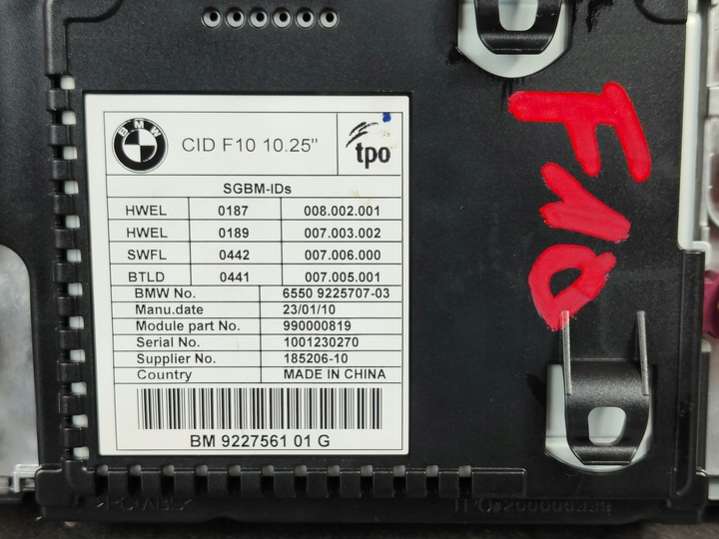 BMW
CID F10 10.25"
tpo
SGBM-IDs
HWEL 0187 008.002.001
HWEL 0189 007.003.002
SWFL 0442 007.006.000
BTLD 0441 007.005.001
BMW No. 6550 9225707-03
Manu.date 23/01/10
Module part No. 990000819
Serial No. 1001230270
Supplier No. 185206-10
Country MADE IN CHINA
BM 9227561 01 G
F10